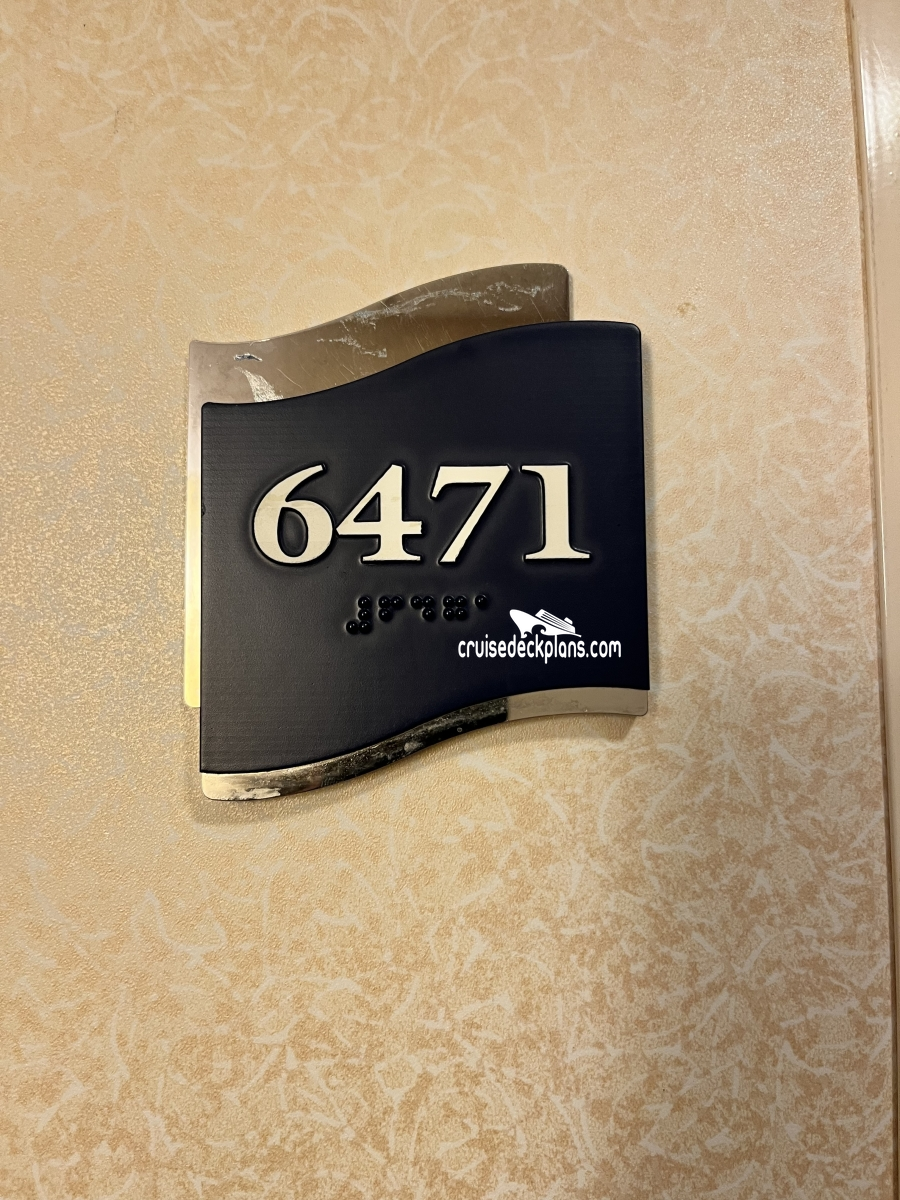 6471
⠼⠋⠙⠛⠁
cruisedeckplans.com